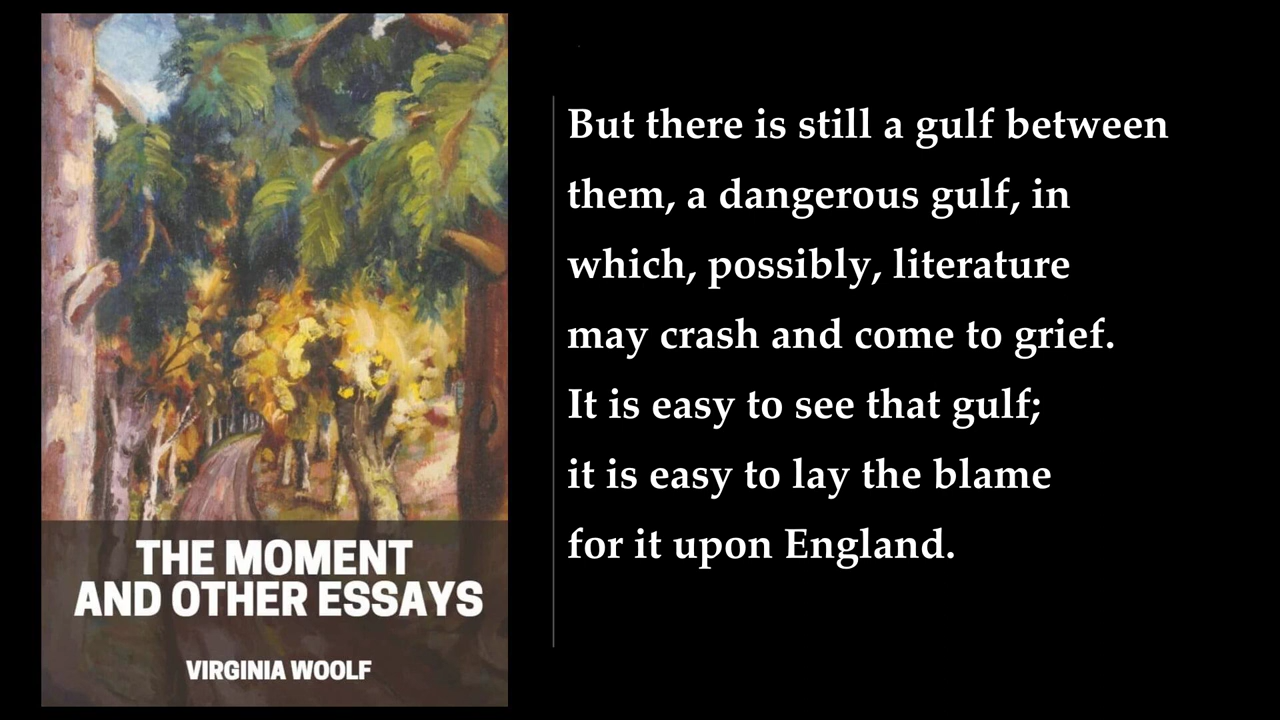 THE MOMENT
AND OTHER ESSAYS
VIRGINIA WOOLF
But there is still a gulf between
them, a dangerous gulf, in
which, possibly, literature
may crash and come to grief.
It is easy to see that gulf;
it is easy to lay the blame
for it upon England.